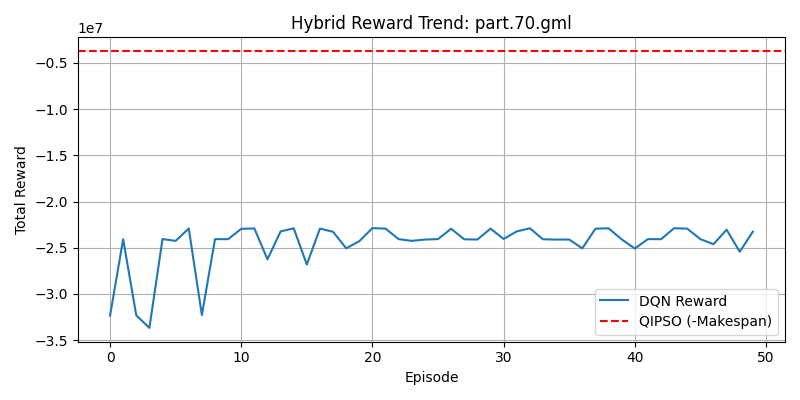 Hybrid Reward Trend: part.70.gml
1e7
−0.5
−1.0
−1.5
−2.0
−2.5
−3.0
−3.5
Total Reward
0 10 20 30 40 50
Episode
DQN Reward
QIPSO (-Makespan)